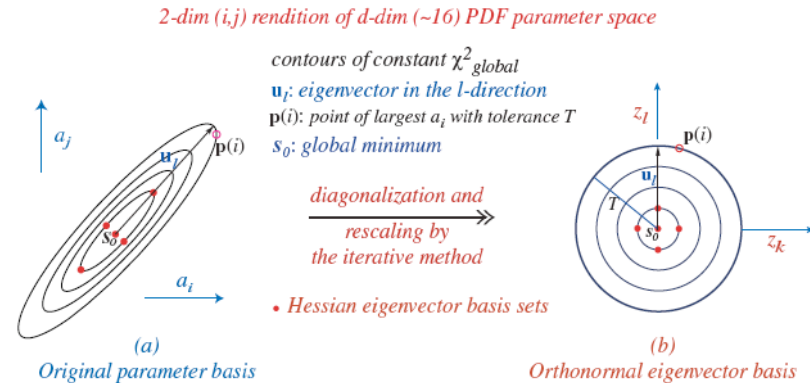 2-dim (i,j) rendition of d-dim (~16) PDF parameter space
contours of constant χ²global
u_l: eigenvector in the l-direction
p(i): point of largest a_i with tolerance T
s_0: global minimum
a_j
u_l
p(i)
s_0
a_i
diagonalization and
rescaling by
the iterative method
• Hessian eigenvector basis sets
z_l
p(i)
u_l
T
s_0
z_k
(a)
Original parameter basis
(b)
Orthonormal eigenvector basis